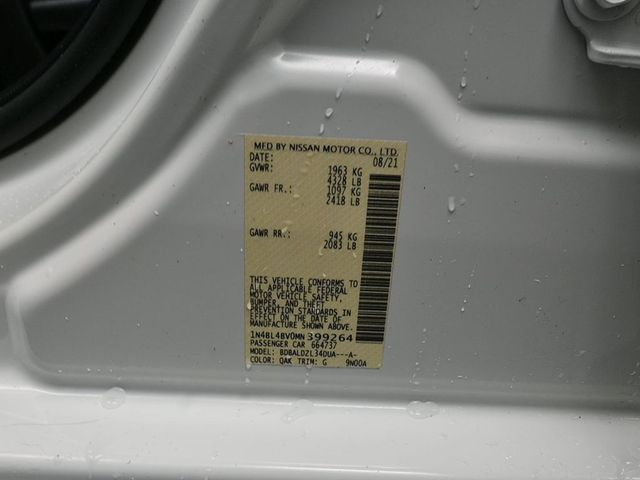 MFD BY NISSAN MOTOR CO., LTD.
DATE: 08/21
GVWR: 1963 KG
4328 LB
GAWR FR.: 1097 KG
2418 LB
GAWR RR.: 945 KG
2083 LB
THIS VEHICLE CONFORMS TO
ALL APPLICABLE FEDERAL
MOTOR VEHICLE SAFETY,
BUMPER, AND THEFT
PREVENTION STANDARDS IN
EFFECT ON THE DATE OF
MANUFACTURE SHOWN ABOVE.
1N4BL4BV0MN399264
PASSENGER CAR 664737
MODEL: BDBALDZL34DUA---A-
COLOR: QAK TRIM: G 9N00A